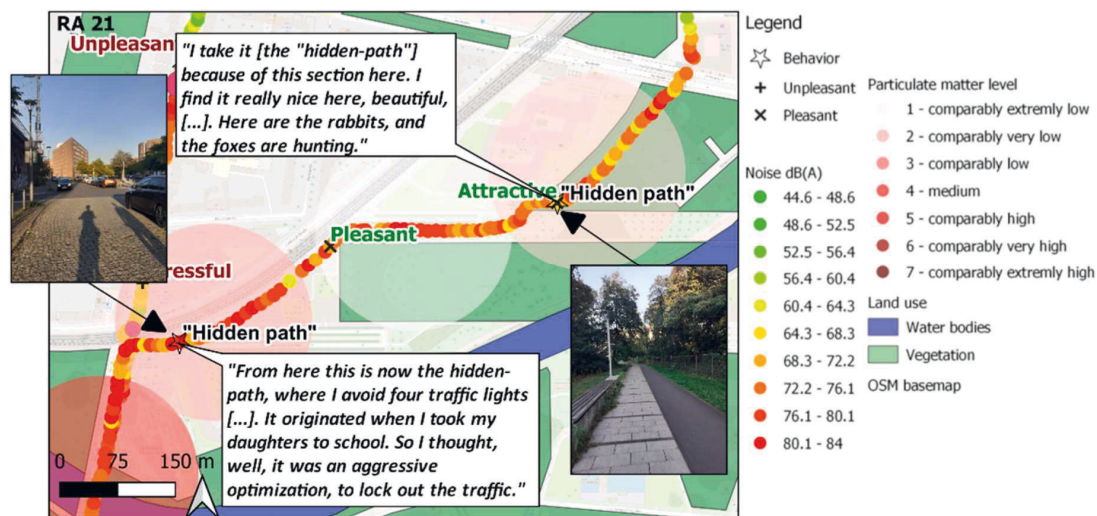 RA 21
Unpleasan
"I take it [the "hidden-path"]
because of this section here. I
find it really nice here, beautiful,
[...]. Here are the rabbits, and
the foxes are hunting."
Attractive "Hidden path"
Pleasant
ressful
"Hidden path"
"From here this is now the hidden-
path, where I avoid four traffic lights
[...]. It originated when I took my
daughters to school. So I thought,
well, it was an aggressive
optimization, to lock out the traffic."
0 75 150 m
Legend
Behavior
Unpleasant
Pleasant
Noise dB(A)
44.6 - 48.6
48.6 - 52.5
52.5 - 56.4
56.4 - 60.4
60.4 - 64.3
64.3 - 68.3
68.3 - 72.2
72.2 - 76.1
76.1 - 80.1
80.1 - 84
Particulate matter level
1 - comparably extremly low
2 - comparably very low
3 - comparably low
4 - medium
5 - comparably high
6 - comparably very high
7 - comparably extremly high
Land use
Water bodies
Vegetation
OSM basemap